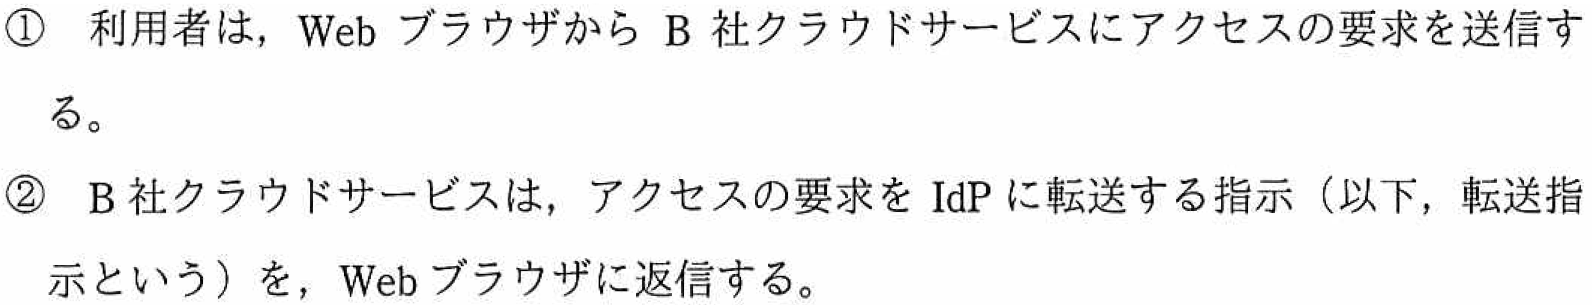 ① 利用者は，Web ブラウザから B 社クラウドサービスにアクセスの要求を送信す
る。
② B 社クラウドサービスは，アクセスの要求を IdP に転送する指示（以下，転送指
示という）を，Web ブラウザに返信する。